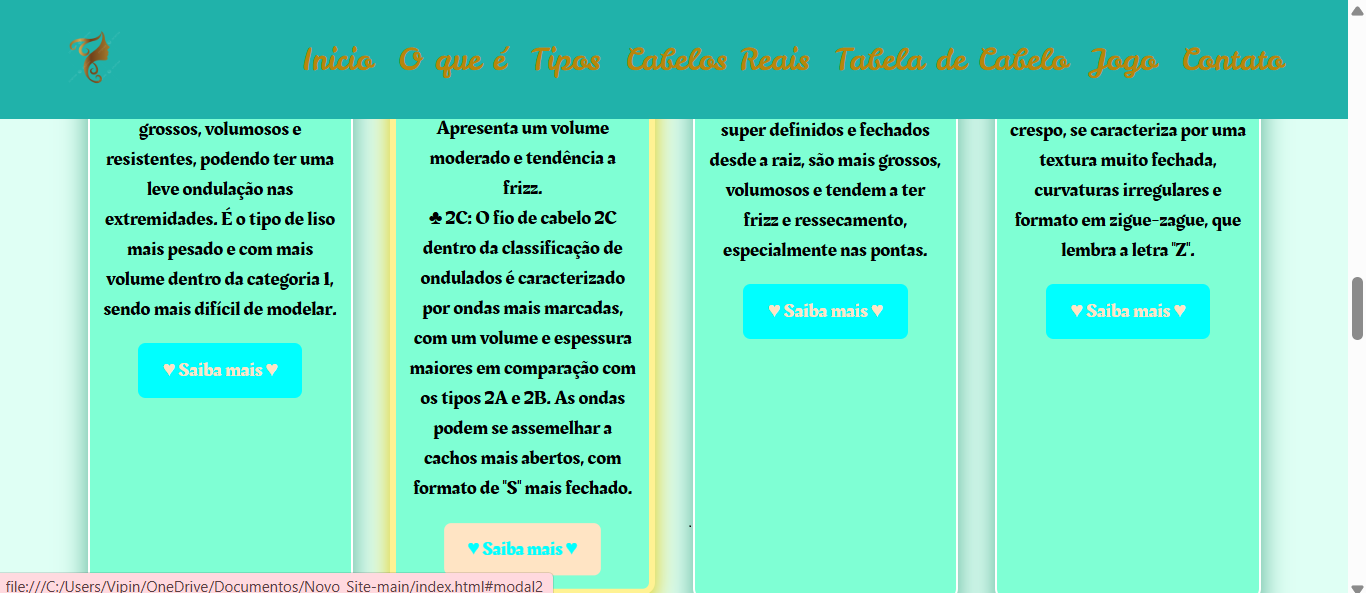 Inicio O que é Tipos Cabelos Reais Tabela de Cabelo Jogo Contato
grossos, volumosos e
resistentes, podendo ter uma
leve ondulação nas
extremidades. É o tipo de liso
mais pesado e com mais
volume dentro da categoria 1,
sendo mais difícil de modelar.
♥ Saiba mais ♥
Apresenta um volume
moderado e tendência a
frizz.
♣ 2C: O fio de cabelo 2C
dentro da classificação de
ondulados é caracterizado
por ondas mais marcadas,
com um volume e espessura
maiores em comparação com
os tipos 2A e 2B. As ondas
podem se assemelhar a
cachos mais abertos, com
formato de "S" mais fechado.
♥ Saiba mais ♥
.
super definidos e fechados
desde a raiz, são mais grossos,
volumosos e tendem a ter
frizz e ressecamento,
especialmente nas pontas.
♥ Saiba mais ♥
crespo, se caracteriza por uma
textura muito fechada,
curvaturas irregulares e
formato em zigue-zague, que
lembra a letra "Z".
♥ Saiba mais ♥
file:///C:/Users/Vipin/OneDrive/Documentos/Novo_Site-main/index.html#modal2